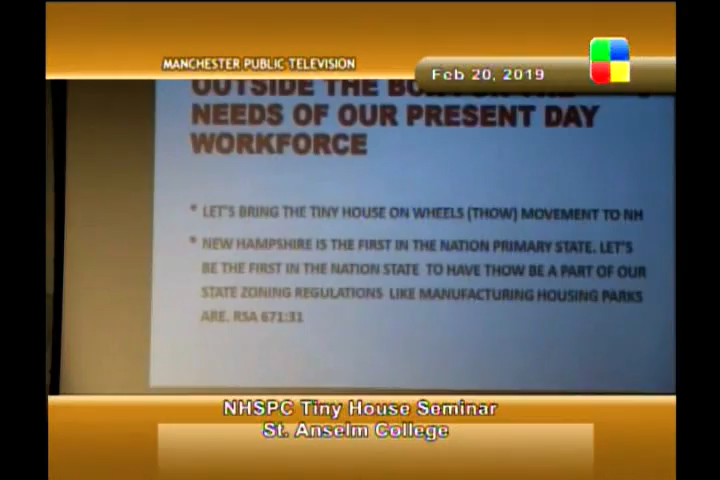 MANCHESTER PUBLIC TELEVISION
Feb 20, 2019
OUTSIDE THE
NEEDS OF OUR PRESENT DAY
WORKFORCE
* LET'S BRING THE TINY HOUSE ON WHEELS (THOW) MOVEMENT TO NH
* NEW HAMPSHIRE IS THE FIRST IN THE NATION PRIMARY STATE. LET'S
BE THE FIRST IN THE NATION STATE TO HAVE THOW BE A PART OF OUR
STATE ZONING REGULATIONS LIKE MANUFACTURING HOUSING PARKS
ARE. RSA 671:31
NHSPC Tiny House Seminar
St. Anselm College